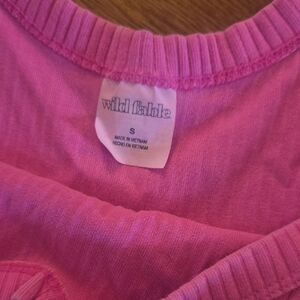 wild fable
S
MADE IN VIETNAM
HECHO EN VIETNAM